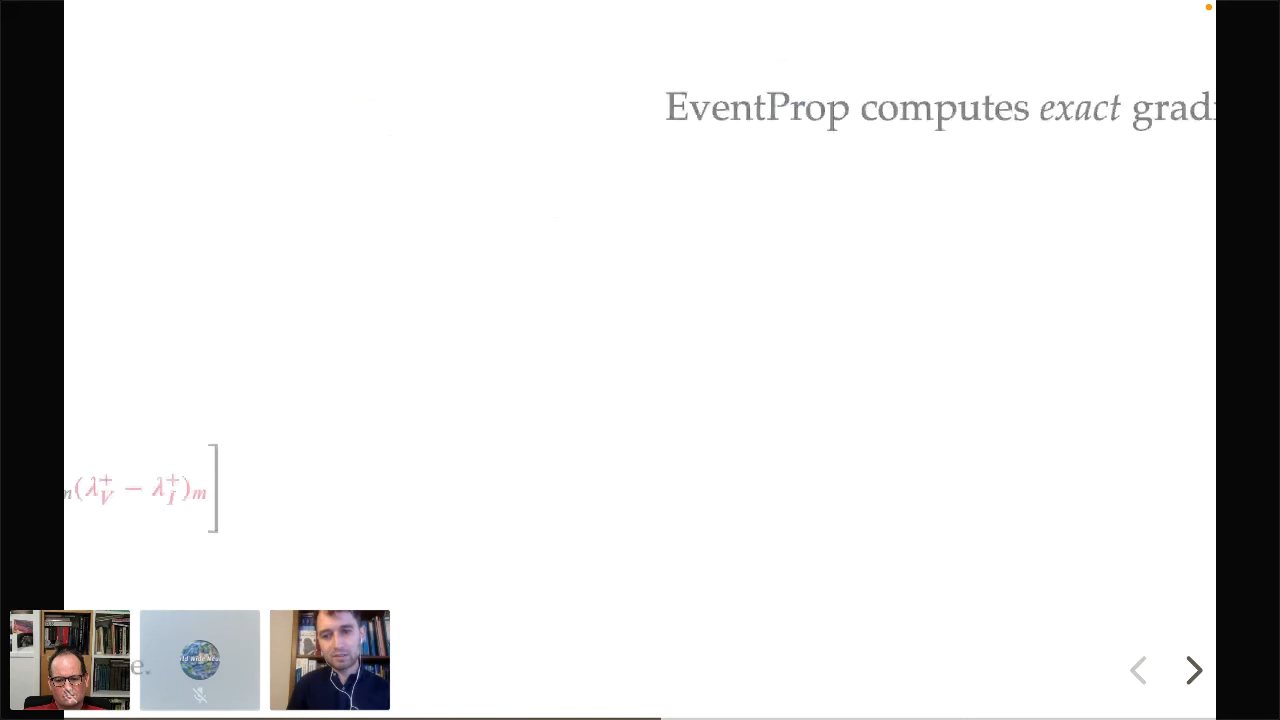 EventProp computes exact grad
n(λ_V^+ − λ_I^+)_m ]
e.